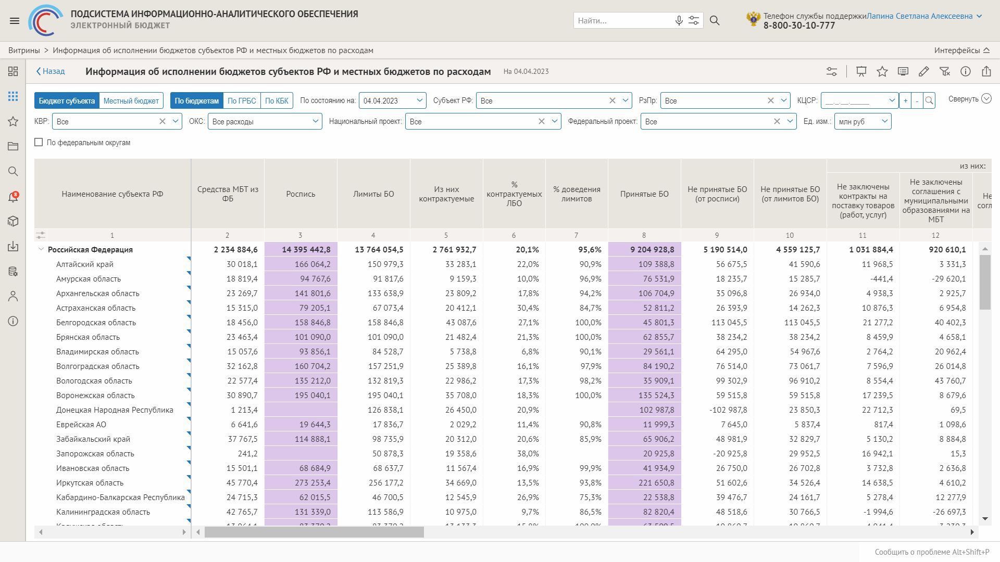 ПОДСИСТЕМА ИНФОРМАЦИОННО-АНАЛИТИЧЕСКОГО ОБЕСПЕЧЕНИЯ
ЭЛЕКТРОННЫЙ БЮДЖЕТ
Найти...
Телефон службы поддержки
8-800-30-10-777
Лапина Светлана Алексеевна
Витрины > Информация об исполнении бюджетов субъектов РФ и местных бюджетов по расходам
Интерфейсы
Назад
Информация об исполнении бюджетов субъектов РФ и местных бюджетов по расходам
На 04.04.2023
Бюджет субъекта Местный бюджет По бюджетам По ГРБС По КБК По состоянию на: 04.04.2023 Субъект РФ: Все РзПр: Все КЦСР: __._.__._____ + - Свернуть
КВР: Все ОКС: Все расходы Национальный проект: Все Федеральный проект: Все Ед. изм.: млн руб
По федеральным округам
8
Наименование субъекта РФ
Средства МБТ из ФБ
Роспись
Лимиты БО
Из них контрактуемые
% контрактуемых ЛБО
% доведения лимитов
Принятые БО
Не принятые БО (от росписи)
Не принятые БО (от лимитов БО)
из них:
Не заключены контракты на поставку товаров (работ, услуг)
Не заключены соглашения с муниципальными образованиями на МБТ
1 2 3 4 5 6 7 8 9 10 11 12
Российская Федерация 2 234 884,6 14 395 442,8 13 764 054,5 2 761 932,7 20,1% 95,6% 9 204 928,8 5 190 514,0 4 559 125,7 1 031 884,4 920 610,1
Алтайский край 30 018,1 166 064,2 150 979,3 33 283,1 22,0% 90,9% 109 388,8 56 675,5 41 590,6 11 968,5 3 331,3
Амурская область 18 819,4 94 767,6 91 817,6 9 159,3 10,0% 96,9% 76 531,9 18 235,7 15 285,7 -441,4 -29 620,1
Архангельская область 23 269,7 141 801,6 133 638,9 23 809,2 17,8% 94,2% 106 704,9 35 096,8 26 934,0 4 938,3 2 925,7
Астраханская область 15 315,0 79 205,1 67 073,4 20 412,1 30,4% 84,7% 52 811,2 26 393,9 14 262,3 10 876,3 6 954,8
Белгородская область 18 456,0 158 846,8 158 846,8 43 087,6 27,1% 100,0% 45 801,3 113 045,5 113 045,5 21 277,2 40 402,3
Брянская область 23 463,4 101 090,0 101 090,0 21 482,4 21,3% 100,0% 62 855,7 38 234,2 38 234,2 8 459,9 4 658,1
Владимирская область 15 057,6 93 856,1 84 528,7 5 738,8 6,8% 90,1% 29 561,1 64 295,0 54 967,6 2 764,2 20 962,4
Волгоградская область 32 162,8 160 704,2 157 251,9 25 389,8 16,1% 97,9% 84 190,2 76 514,0 73 061,7 7 596,9 26 014,8
Вологодская область 22 577,4 135 212,0 132 819,3 22 986,2 17,3% 98,2% 35 909,1 99 302,9 96 910,2 8 554,4 43 760,7
Воронежская область 30 890,7 195 040,1 195 040,1 35 708,0 18,3% 100,0% 135 524,3 59 515,8 59 515,8 17 239,5 8 679,6
Донецкая Народная Республика 1 213,4 126 838,1 26 450,0 20,9% 102 987,8 -102 987,8 23 850,3 22 712,3 69,5
Еврейская АО 6 641,6 19 644,3 17 836,7 2 029,2 11,4% 90,8% 11 999,3 7 645,0 5 837,4 817,4 1 098,6
Забайкальский край 37 767,5 114 888,1 98 735,9 20 312,0 20,6% 85,9% 65 906,2 48 981,9 32 829,7 5 130,2 8 884,8
Запорожская область 241,2 50 878,3 19 358,6 38,0% 20 925,8 -20 925,8 29 952,5 16 942,1 15,3
Ивановская область 15 501,1 68 684,9 68 637,7 11 567,4 16,9% 99,9% 41 934,9 26 750,0 26 702,8 3 732,8 2 636,8
Иркутская область 45 770,4 273 253,4 256 177,2 34 669,0 13,5% 93,8% 221 650,8 51 602,6 34 526,4 14 638,5 4 610,2
Кабардино-Балкарская Республика 24 715,3 62 015,5 46 700,5 12 545,9 26,9% 75,3% 22 538,8 39 476,7 24 161,7 5 278,4 12 277,9
Калининградская область 42 765,7 131 339,0 113 586,9 10 975,0 9,7% 86,5% 82 820,4 48 518,6 30 766,5 -1 994,6 -26 697,3
Сообщить о проблеме Alt+Shift+P